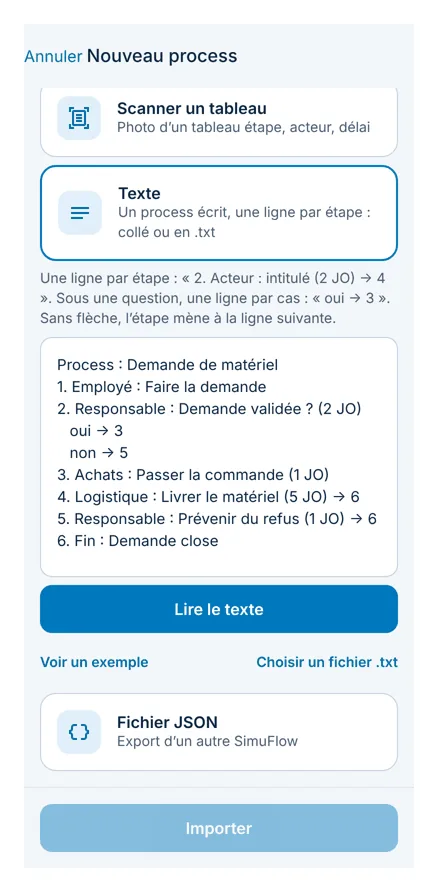 Annuler Nouveau process
Scanner un tableau
Photo d’un tableau étape, acteur, délai
Texte
Un process écrit, une ligne par étape :
collé ou en .txt
Une ligne par étape : « 2. Acteur : intitulé (2 JO) → 4
». Sous une question, une ligne par cas : « oui → 3 ».
Sans flèche, l’étape mène à la ligne suivante.
Process : Demande de matériel
1. Employé : Faire la demande
2. Responsable : Demande validée ? (2 JO)
oui → 3
non → 5
3. Achats : Passer la commande (1 JO)
4. Logistique : Livrer le matériel (5 JO) → 6
5. Responsable : Prévenir du refus (1 JO) → 6
6. Fin : Demande close
Lire le texte
Voir un exemple Choisir un fichier .txt
Fichier JSON
Export d’un autre SimuFlow
Importer